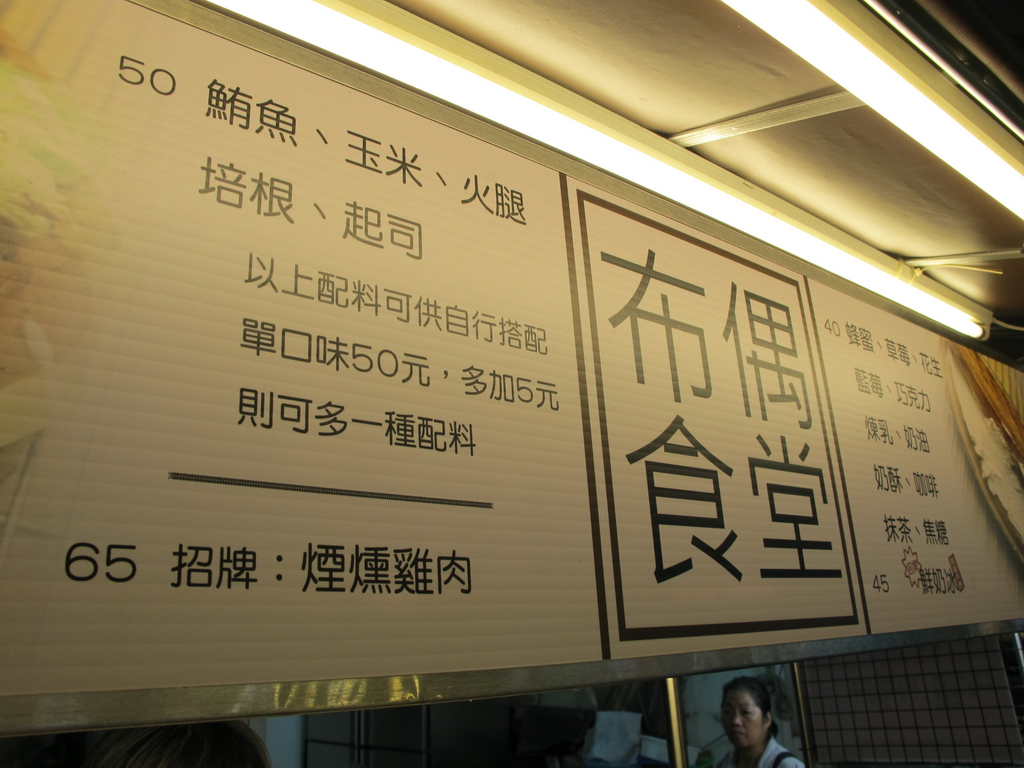 50 鮪魚、玉米、火腿
培根、起司
以上配料可供自行搭配
單口味50元，多加5元
則可多一種配料
65 招牌：煙燻雞肉
布偶
食堂
40 蜂蜜、草莓、花生
藍莓、巧克力
煉乳、奶油
奶酥、咖啡
抹茶、焦糖
45 鮮奶冰